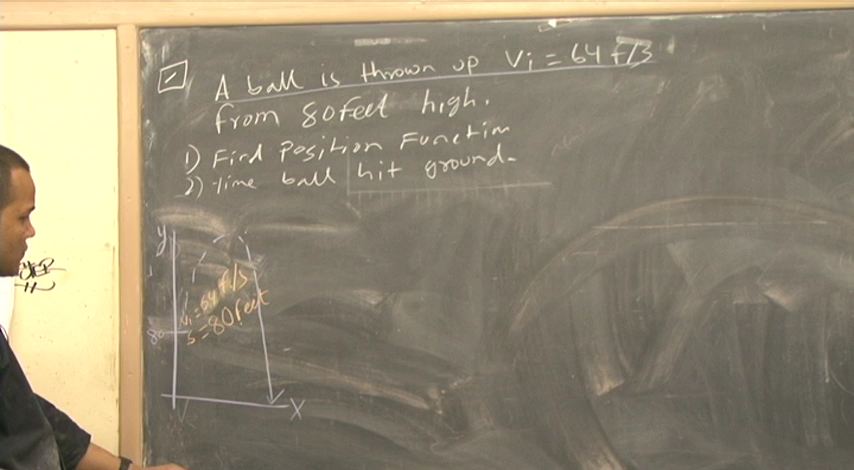 A ball is thrown up Vi = 64 f/s
from 80 feet high.
1) Find Position Function
2) time ball hit ground.
y
Vi = 64 f/s
s = 80 feet
80
X